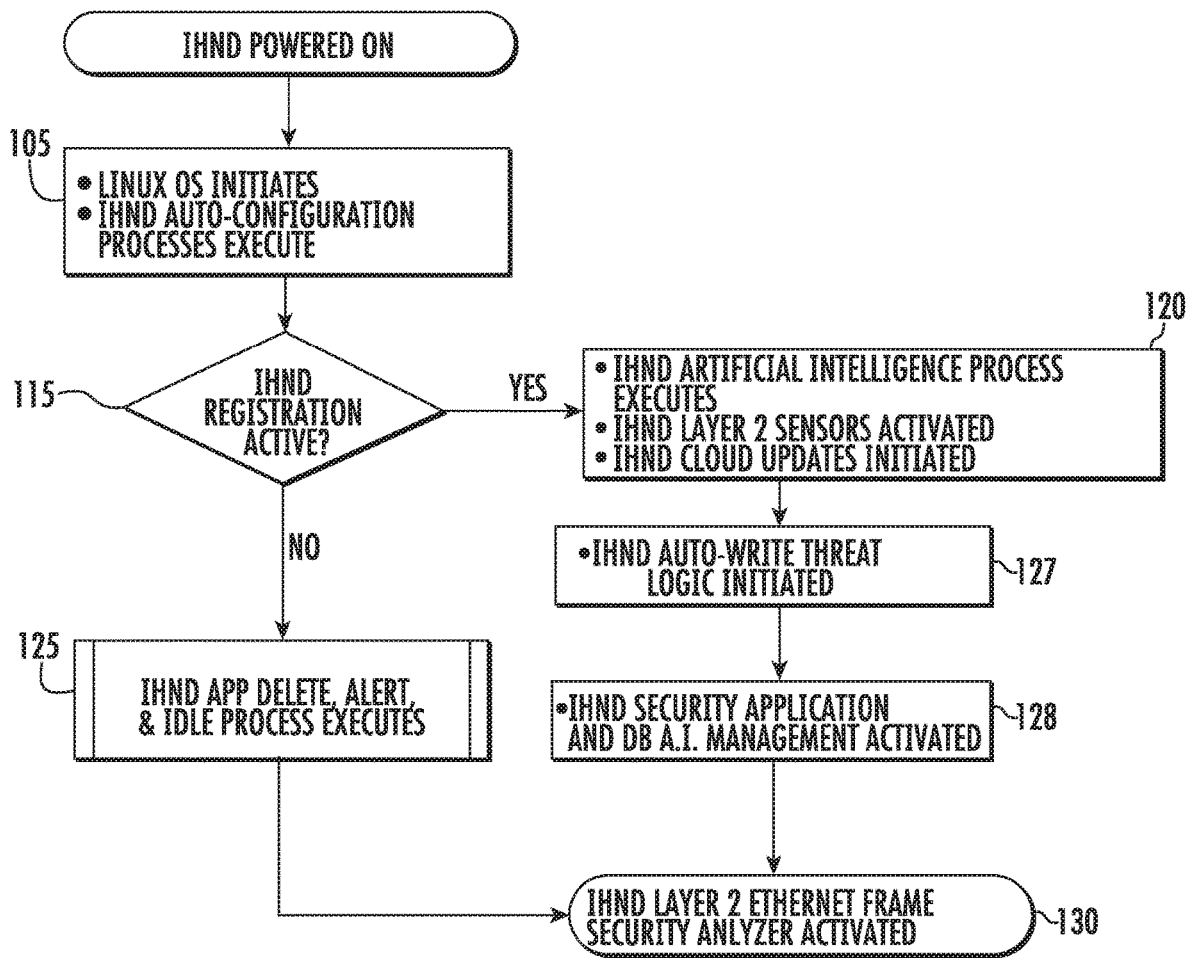 IHND POWERED ON
105
• LINUX OS INITIATES
• IHND AUTO-CONFIGURATION
PROCESSES EXECUTE
115
IHND
REGISTRATION
ACTIVE?
YES
120
• IHND ARTIFICIAL INTELLIGENCE PROCESS
EXECUTES
• IHND LAYER 2 SENSORS ACTIVATED
• IHND CLOUD UPDATES INITIATED
NO
• IHND AUTO-WRITE THREAT
LOGIC INITIATED
127
125
IHND APP DELETE, ALERT,
& IDLE PROCESS EXECUTES
• IHND SECURITY APPLICATION
AND DB A.I. MANAGEMENT ACTIVATED
128
IHND LAYER 2 ETHERNET FRAME
SECURITY ANLYZER ACTIVATED
130